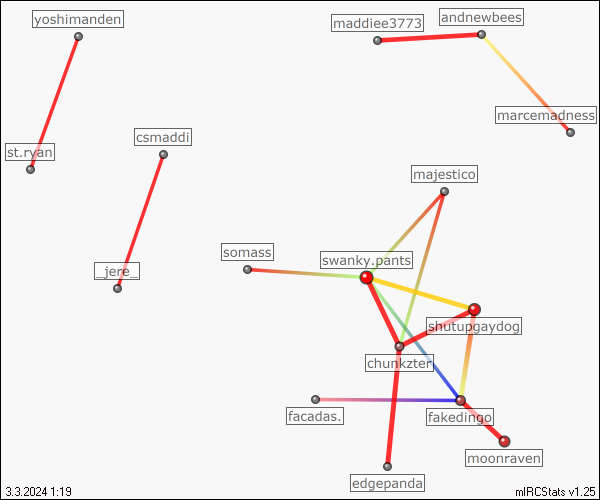 yoshimanden
maddiee3773
andnewbees
marcemadness
st.ryan
csmaddi
majestico
somass
swanky.pants
_jere_
shutupgaydog
chunkzter
facadas.
fakedingo
moonraven
edgepanda
3.3.2024 1:19
mIRCStats v1.25